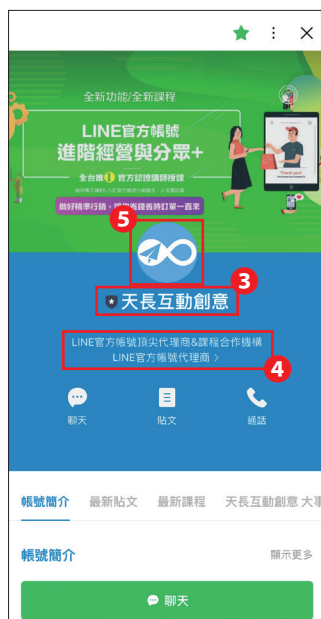 全新功能/全新課程
LINE官方帳號
進階經營與分眾+
全台唯1官方認證講師授課
做好精準行銷,
省錢省時訂單一直來
5
天長互動創意
3
LINE官方帳號頂尖代理商&課程合作機構
LINE官方帳號代理商 >
4
聊天
貼文
通話
帳號簡介
最新貼文
最新課程
天長互動創意 大事
帳號簡介
顯示更多
聊天
Thank you!